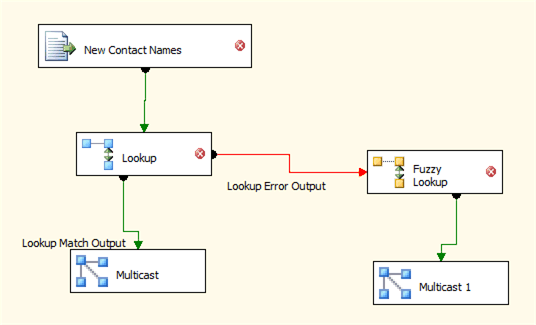 New Contact Names
Lookup
Fuzzy
Lookup
Lookup Error Output
Lookup Match Output
Multicast
Multicast 1